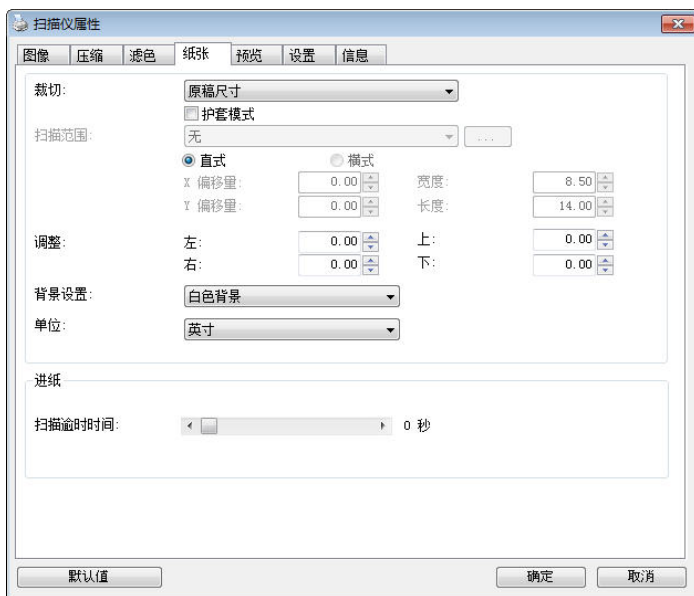 扫描仪属性
图像 压缩 滤色 纸张 预览 设置 信息
裁切: 原稿尺寸
护套模式
扫描范围: 无 ...
直式 横式
X 偏移量: 0.00 宽度: 8.50
Y 偏移量: 0.00 长度: 14.00
调整: 左: 0.00 上: 0.00
右: 0.00 下: 0.00
背景设置: 白色背景
单位: 英寸
进纸
扫描逾时时间: 0 秒
默认值 确定 取消